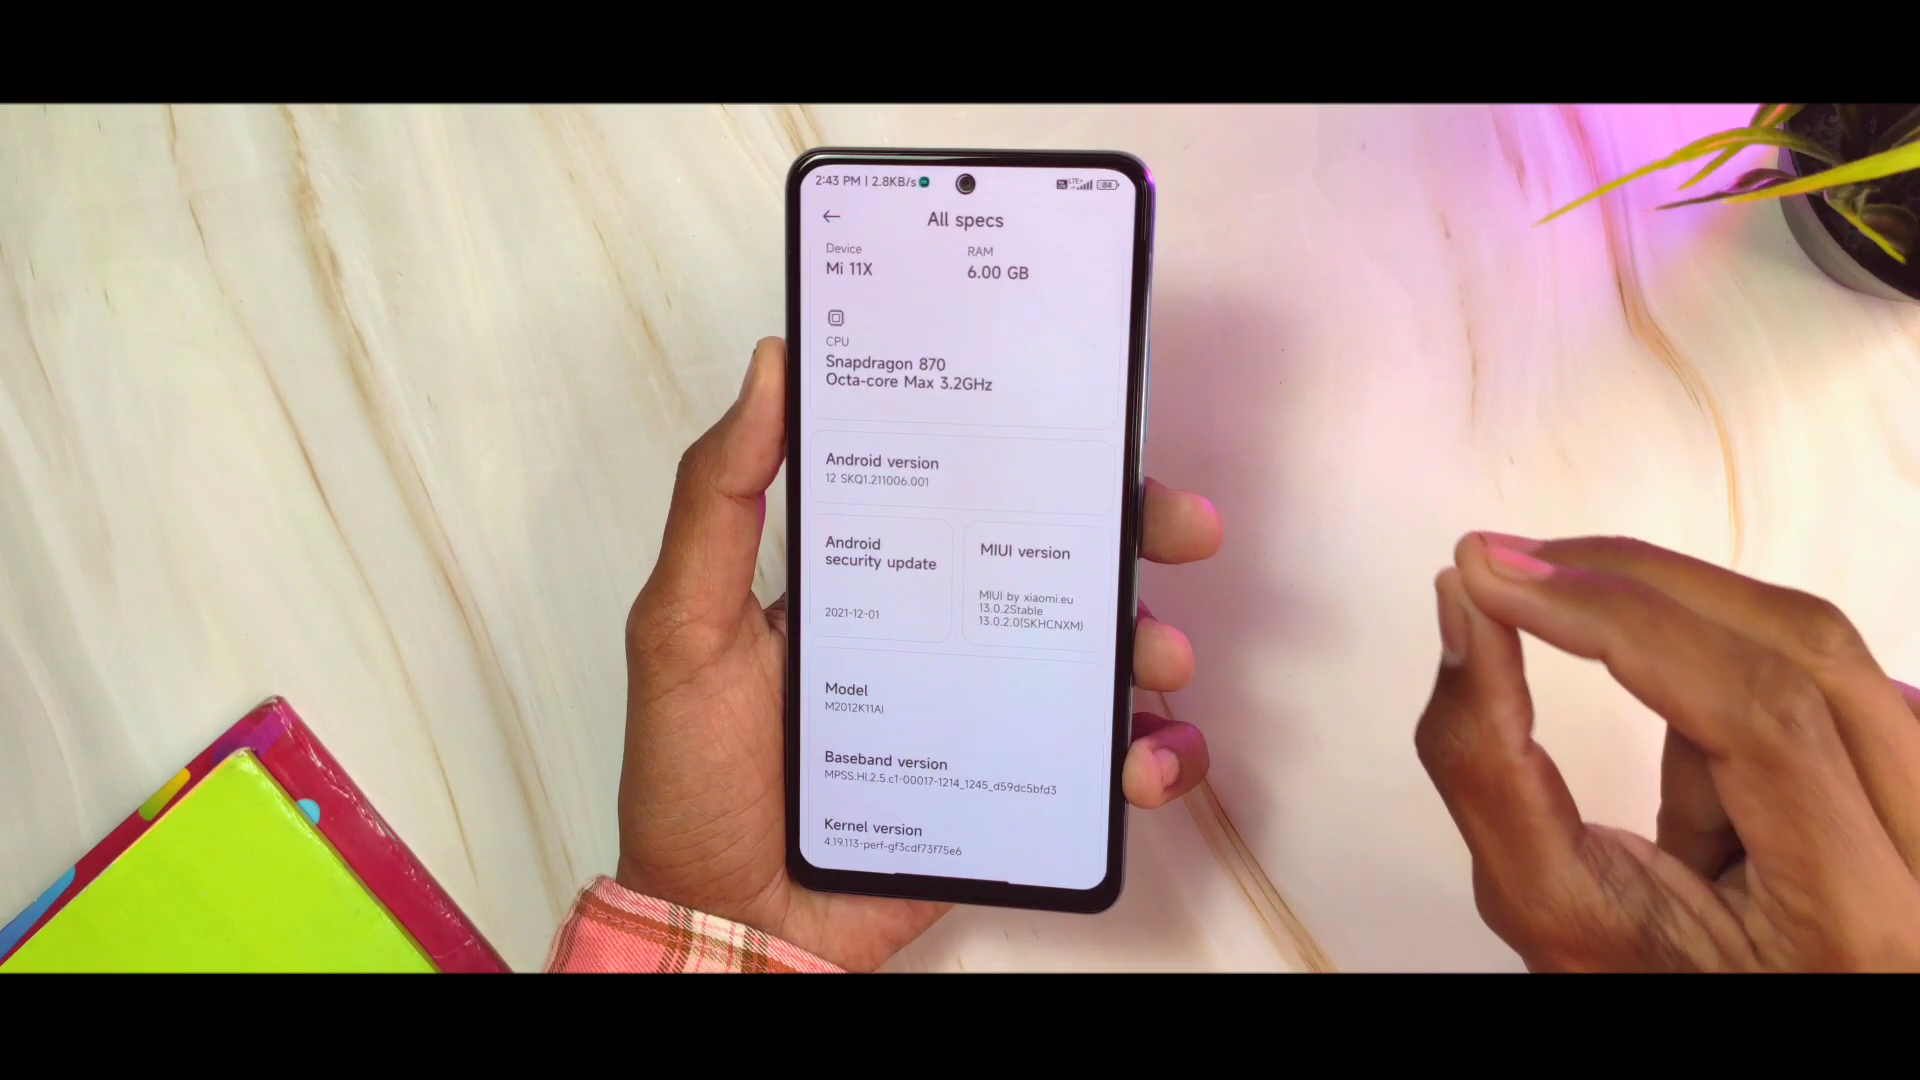 2:43 PM | 2.8KB/s
LTE+
84
All specs
Device
Mi 11X
RAM
6.00 GB
CPU
Snapdragon 870
Octa-core Max 3.2GHz
Android version
12 SKQ1.211006.001
Android
security update
2021-12-01
MIUI version
MIUI by xiaomi.eu
13.0.2Stable
13.0.2.0(SKHCNXM)
Model
M2012K11AI
Baseband version
MPSS.HI.2.5.c1-00017-1214_1245_d59dc5bfd3
Kernel version
4.19.113-perf-gf3cdf73f75e6